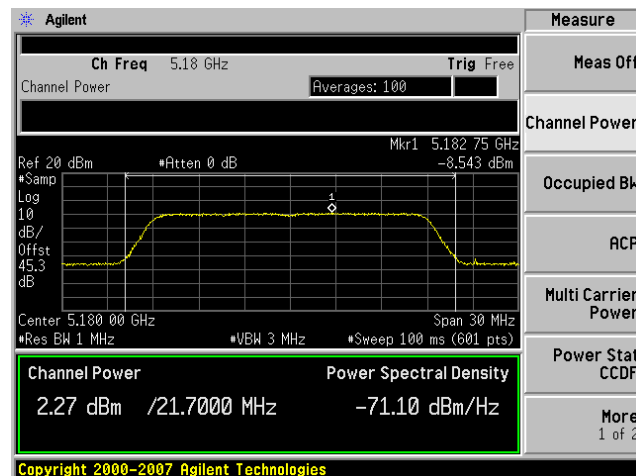 Agilent
Measure
Ch Freq 5.18 GHz Trig Free
Meas Off
Channel Power Averages: 100
Channel Power
Mkr1 5.182 75 GHz
Ref 20 dBm #Atten 0 dB -8.543 dBm
#Samp
Log
10
dB/
Offst
45.3
dB
1
Occupied BW
ACP
Multi Carrier
Power
Center 5.180 00 GHz Span 30 MHz
#Res BW 1 MHz #VBW 3 MHz #Sweep 100 ms (601 pts)
Power Stat
CCDF
Channel Power Power Spectral Density
2.27 dBm /21.7000 MHz -71.10 dBm/Hz
More
1 of 2
Copyright 2000-2007 Agilent Technologies